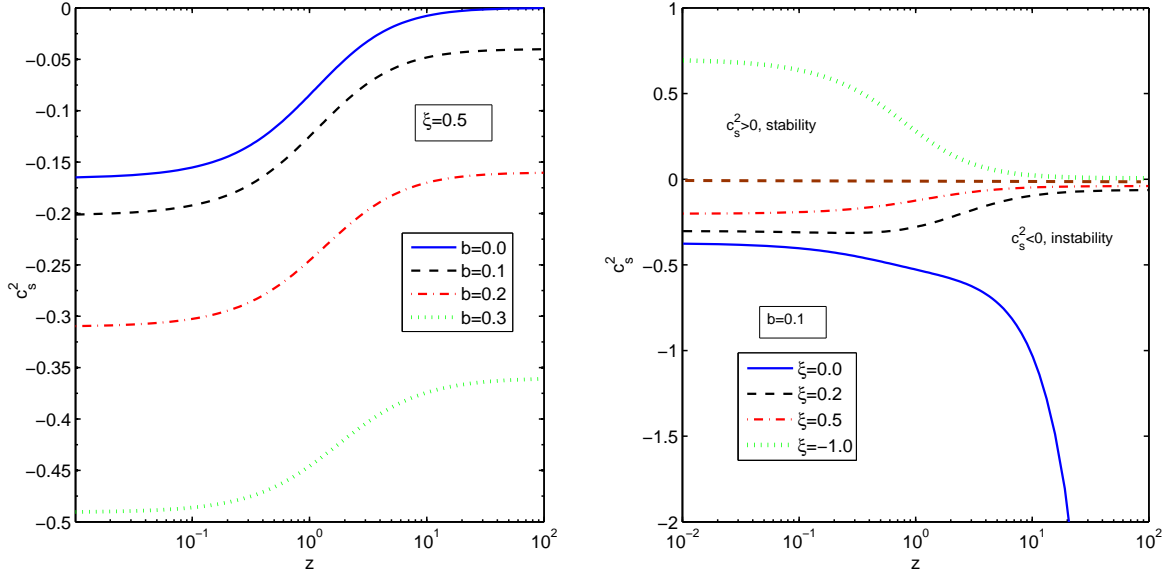 0
−0.05
−0.1
−0.15
−0.2
−0.25
−0.3
−0.35
−0.4
−0.45
−0.5
c_s^2
10^−1
10^0
10^1
10^2
z
ξ=0.5
b=0.0
b=0.1
b=0.2
b=0.3
1
0.5
0
−0.5
−1
−1.5
−2
c_s^2
10^−2
10^−1
10^0
10^1
10^2
z
c_s^2>0, stability
c_s^2<0, instability
b=0.1
ξ=0.0
ξ=0.2
ξ=0.5
ξ=−1.0